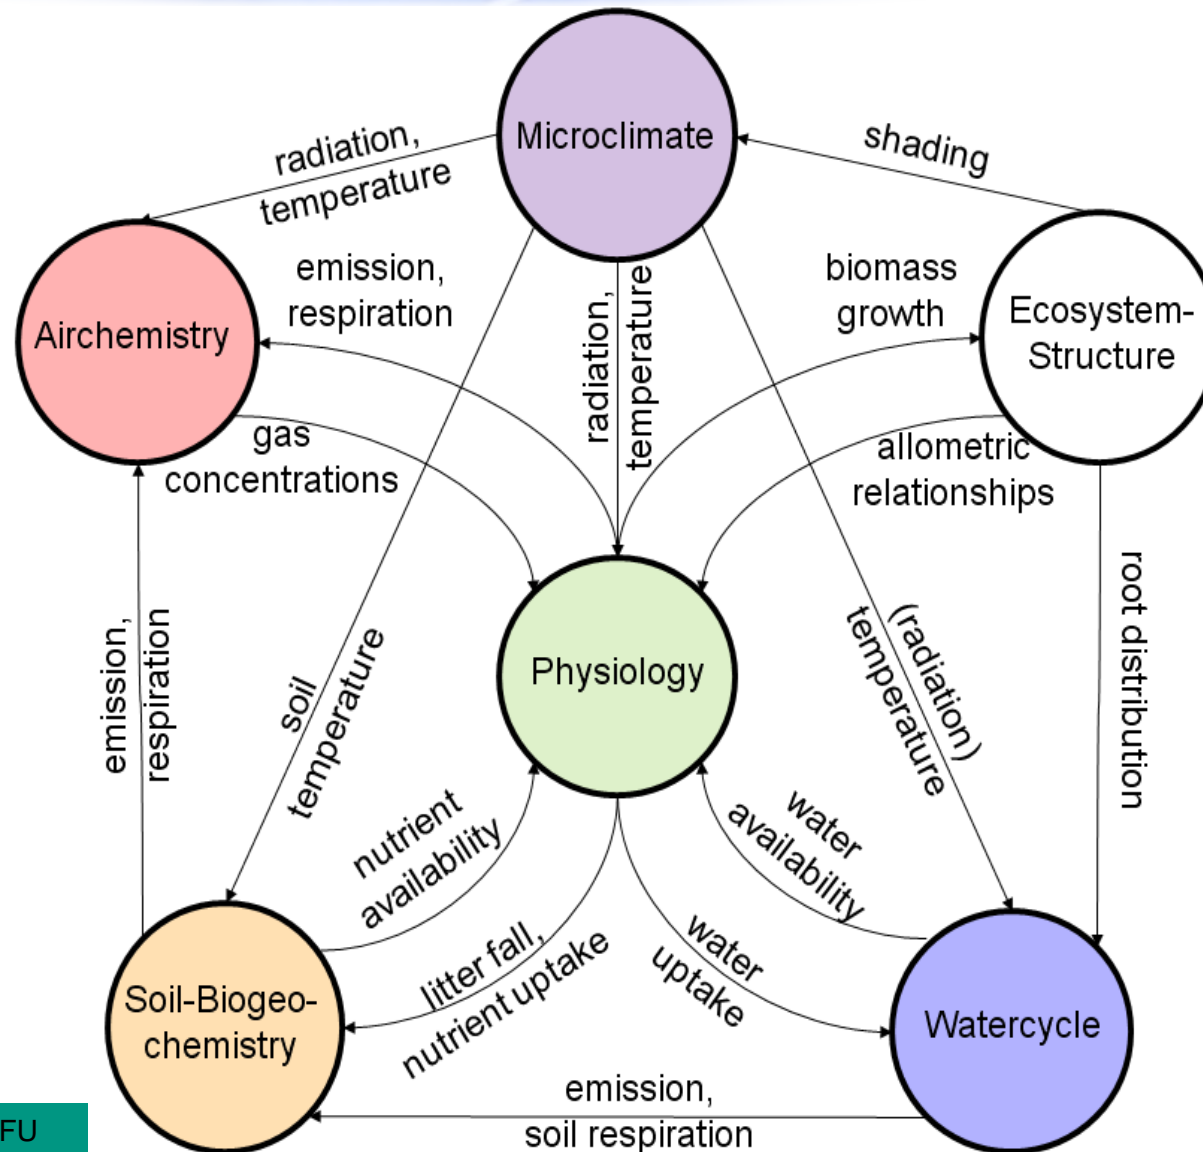 Microclimate
shading
radiation,
temperature
emission,
respiration
radiation,
temperature
biomass
growth
Ecosystem-
Structure
Airchemistry
gas
concentrations
allometric
relationships
root distribution
(radiation)
temperature
emission,
respiration
soil
temperature
Physiology
nutrient
availability
water
availability
litter fall,
nutrient uptake
water
uptake
Soil-Biogeo-
chemistry
Watercycle
emission,
soil respiration
FU